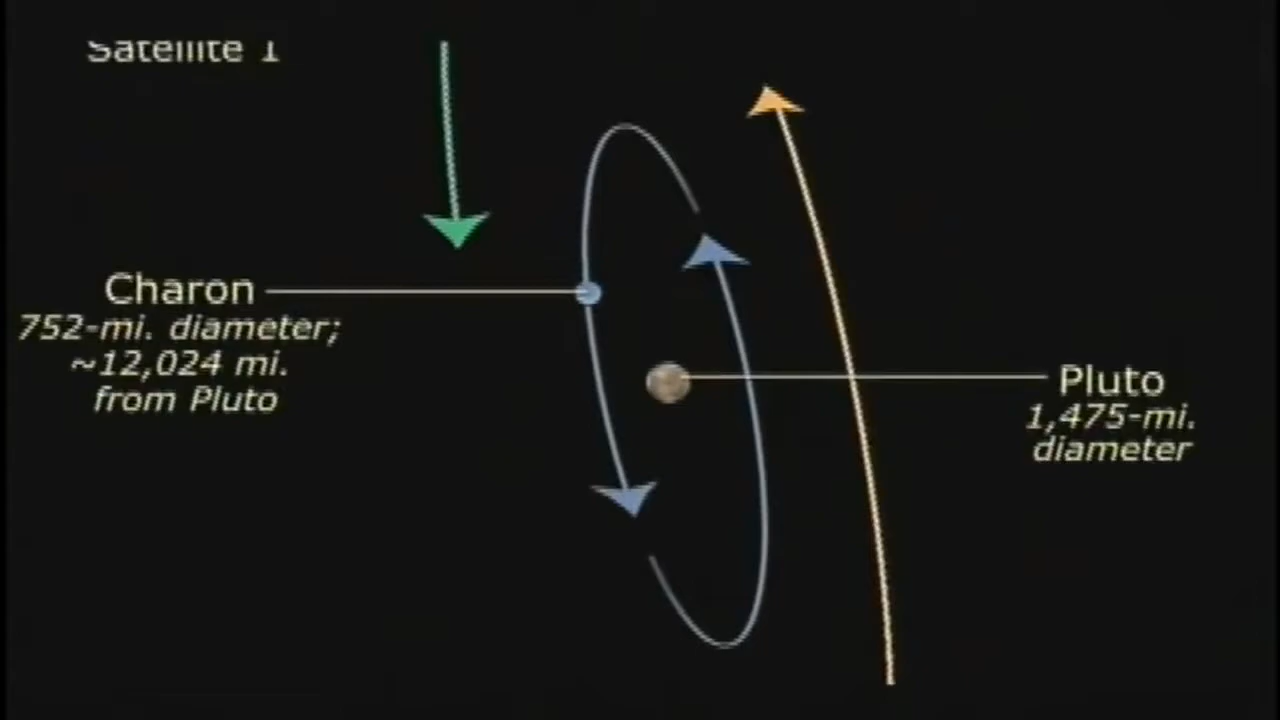 Satellite 1
Charon
752-mi. diameter;
~12,024 mi.
from Pluto
Pluto
1,475-mi.
diameter